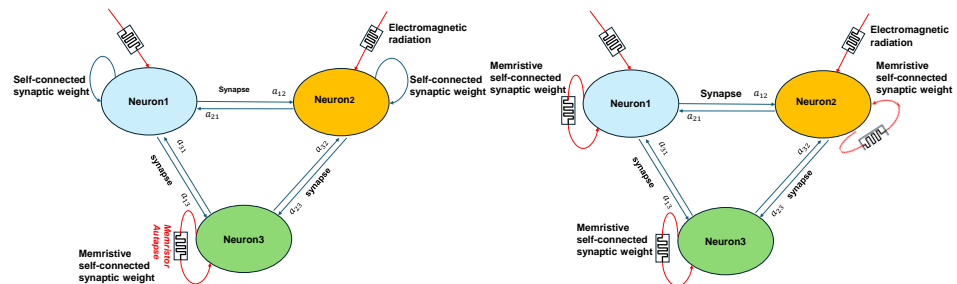 Electromagnetic
radiation
Self-connected
synaptic weight
Neuron1
Synapse
a₁₂
a₂₁
Neuron2
Self-connected
synaptic weight
a₃₁
synapse
a₁₃
a₃₂
synapse
a₂₃
Memristor
Autapse
Neuron3
Memristive
self-connected
synaptic weight
Electromagnetic
radiation
Memristive
self-connected
synaptic weight
Neuron1
Synapse
a₁₂
a₂₁
Neuron2
Memristive
self-connected
synaptic weight
a₃₁
synapse
a₁₃
a₃₂
synapse
a₂₃
Memristive
self-connected
synaptic weight
Neuron3